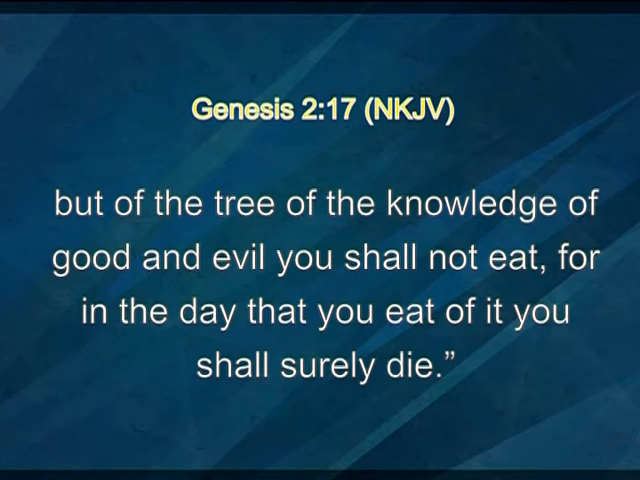 Genesis 2:17 (NKJV)
but of the tree of the knowledge of
good and evil you shall not eat, for
in the day that you eat of it you
shall surely die.”